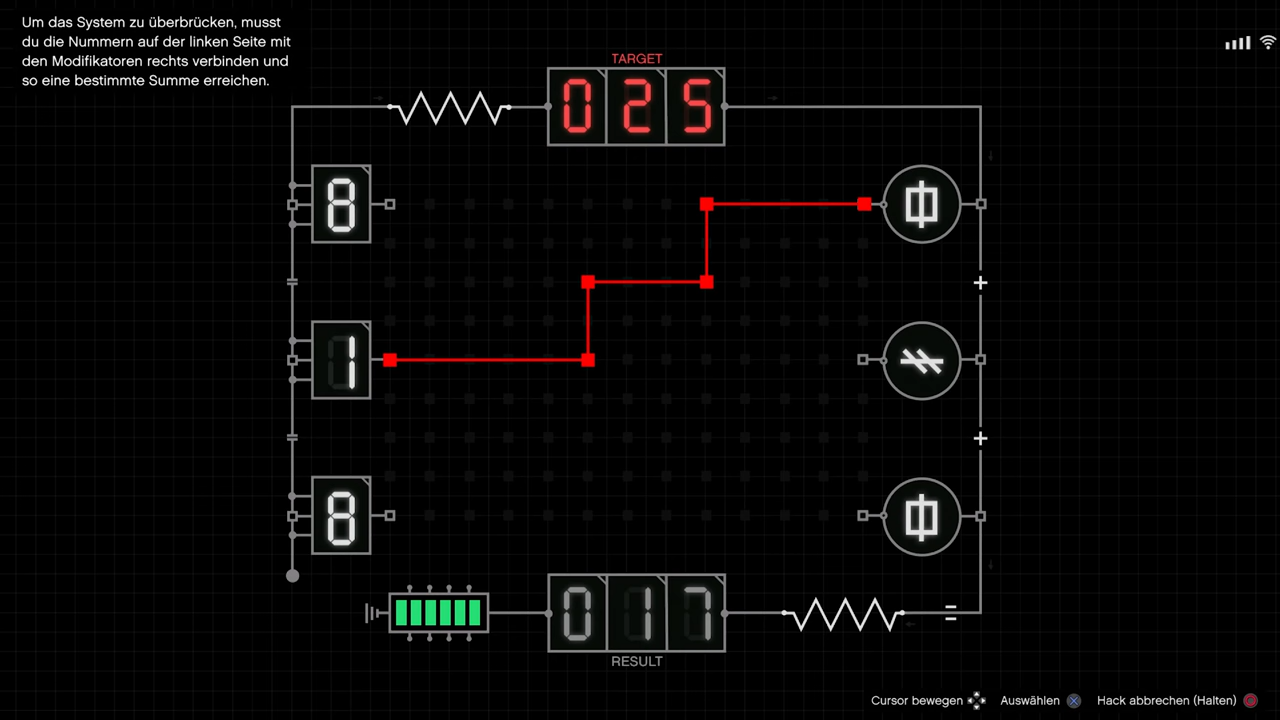 Um das System zu überbrücken, musst
du die Nummern auf der linken Seite mit
den Modifikatoren rechts verbinden und
so eine bestimmte Summe erreichen.
TARGET
025
8
1
+
+
8
=
017
RESULT
Cursor bewegen Auswählen Hack abbrechen (Halten)